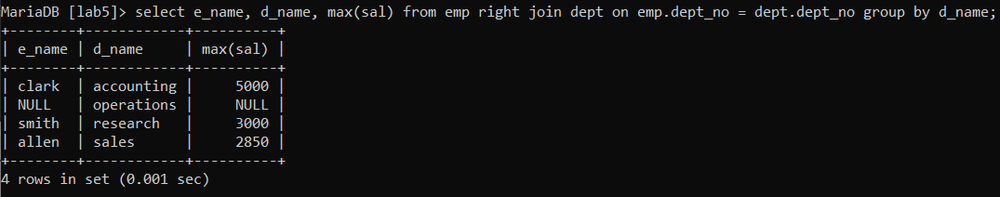 MariaDB [lab5]> select e_name, d_name, max(sal) from emp right join dept on emp.dept_no = dept.dept_no group by d_name;
+--------+------------+----------+
| e_name | d_name     | max(sal) |
+--------+------------+----------+
| clark  | accounting |     5000 |
| NULL   | operations |     NULL |
| smith  | research   |     3000 |
| allen  | sales      |     2850 |
+--------+------------+----------+
4 rows in set (0.001 sec)